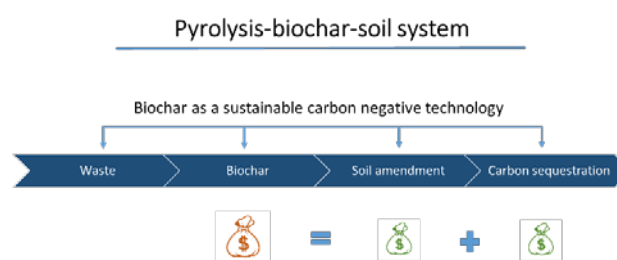 Pyrolysis-biochar-soil system
Biochar as a sustainable carbon negative technology
Waste
Biochar
Soil amendment
Carbon sequestration
$
=
$
+
$